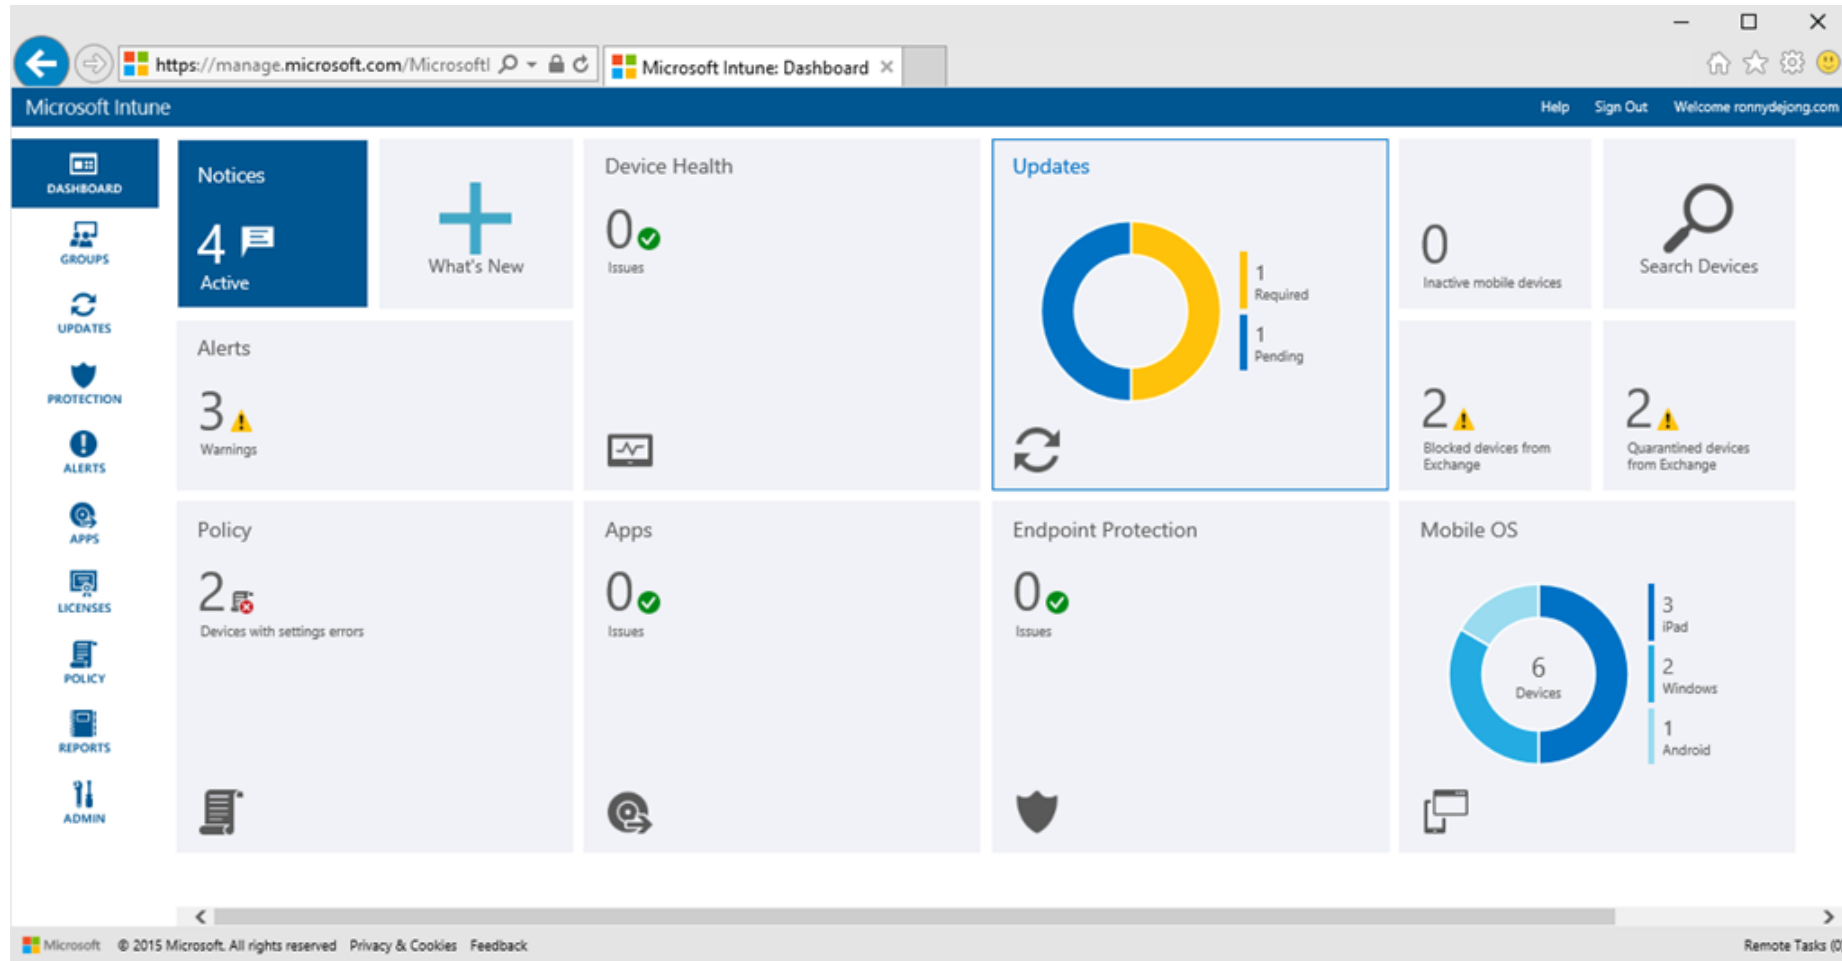 https://manage.microsoft.com/Microsoftl
Microsoft Intune: Dashboard
Microsoft Intune
Help Sign Out Welcome ronnydejong.com
DASHBOARD
GROUPS
UPDATES
PROTECTION
ALERTS
APPS
LICENSES
POLICY
REPORTS
ADMIN
Notices
4
Active
What's New
Device Health
0
Issues
Updates
1
Required
1
Pending
0
Inactive mobile devices
Search Devices
Alerts
3
Warnings
2
Blocked devices from
Exchange
2
Quarantined devices
from Exchange
Policy
2
Devices with settings errors
Apps
0
Issues
Endpoint Protection
0
Issues
Mobile OS
6
Devices
3
iPad
2
Windows
1
Android
Microsoft © 2015 Microsoft. All rights reserved Privacy & Cookies Feedback
Remote Tasks (0